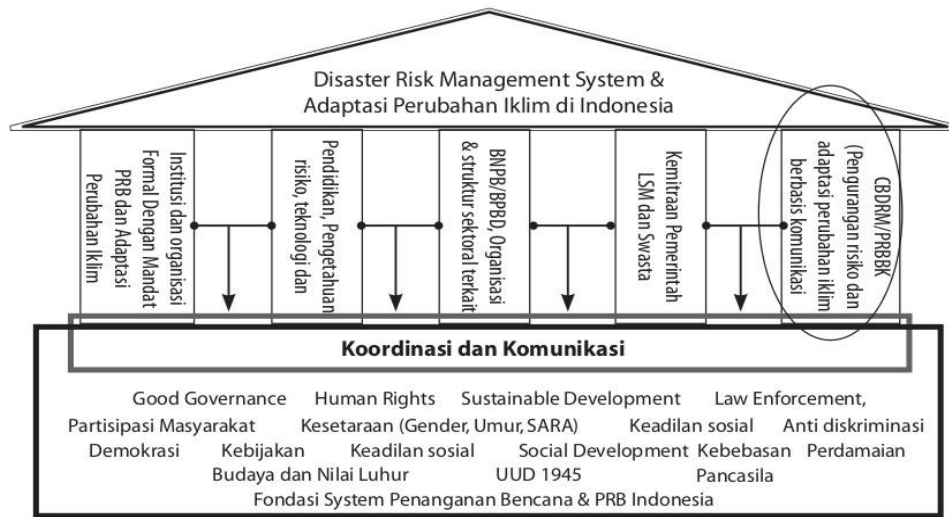 Disaster Risk Management System &
Adaptasi Perubahan Iklim di Indonesia
Institusi dan organisasi
Formal Dengan Mandat
PRB dan Adaptasi
Perubahan Iklim
Pendidikan, Pengetahuan
risiko, teknologi dan
BNPB/BPBD, Organisasi
& struktur sektoral terkait
Kemitraan Pemerintah
LSM dan Swasta
CBDRM/PRBBK
(Pengurangan risiko dan
adaptasi perubahan iklim
berbasis komunikasi
Koordinasi dan Komunikasi
Good Governance Human Rights Sustainable Development Law Enforcement,
Partisipasi Masyarakat Kesetaraan (Gender, Umur, SARA) Keadilan sosial Anti diskriminasi
Demokrasi Kebijakan Keadilan sosial Social Development Kebebasan Perdamaian
Budaya dan Nilai Luhur UUD 1945 Pancasila
Fondasi System Penanganan Bencana & PRB Indonesia